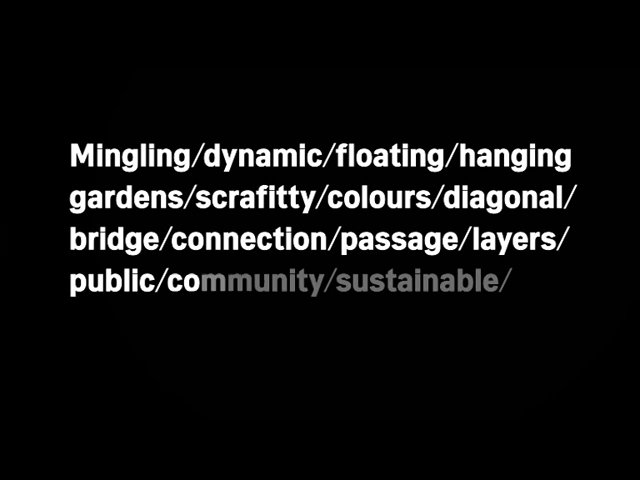 Mingling/dynamic/floating/hanging
gardens/scrafitty/colours/diagonal/
bridge/connection/passage/layers/
public/community/sustainable/